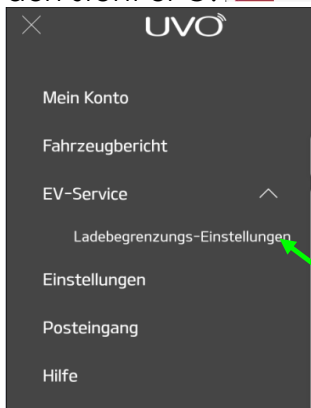 UVO
Mein Konto
Fahrzeugbericht
EV-Service
Ladebegrenzungs-Einstellungen
Einstellungen
Posteingang
Hilfe